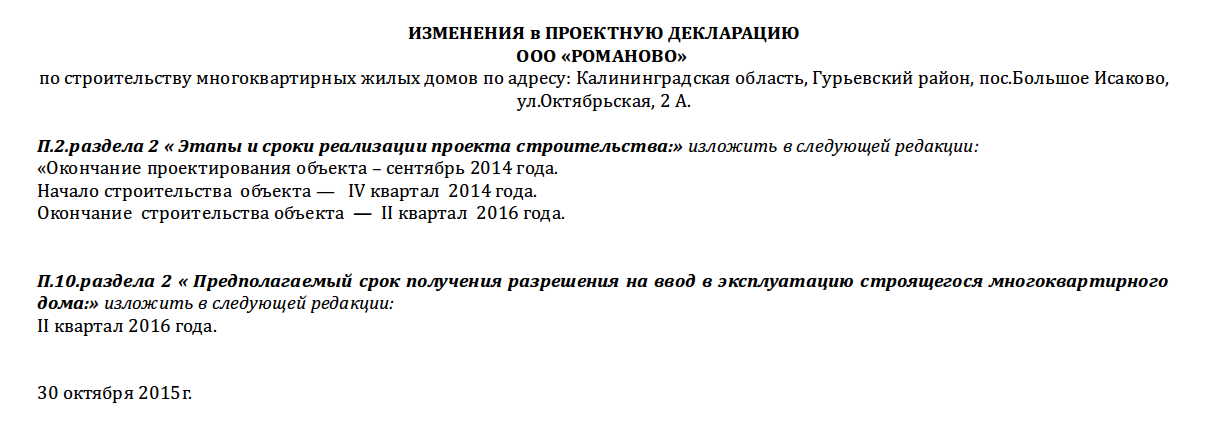 ИЗМЕНЕНИЯ в ПРОЕКТНУЮ ДЕКЛАРАЦИЮ
ООО «РОМАНОВО»
по строительству многоквартирных жилых домов по адресу: Калининградская область, Гурьевский район, пос.Большое Исаково,
ул.Октябрьская, 2 А.
П.2.раздела 2 « Этапы и сроки реализации проекта строительства:» изложить в следующей редакции:
«Окончание проектирования объекта – сентябрь 2014 года.
Начало строительства объекта — IV квартал 2014 года.
Окончание строительства объекта — II квартал 2016 года.
П.10.раздела 2 « Предполагаемый срок получения разрешения на ввод в эксплуатацию строящегося многоквартирного
дома:» изложить в следующей редакции:
II квартал 2016 года.
30 октября 2015г.